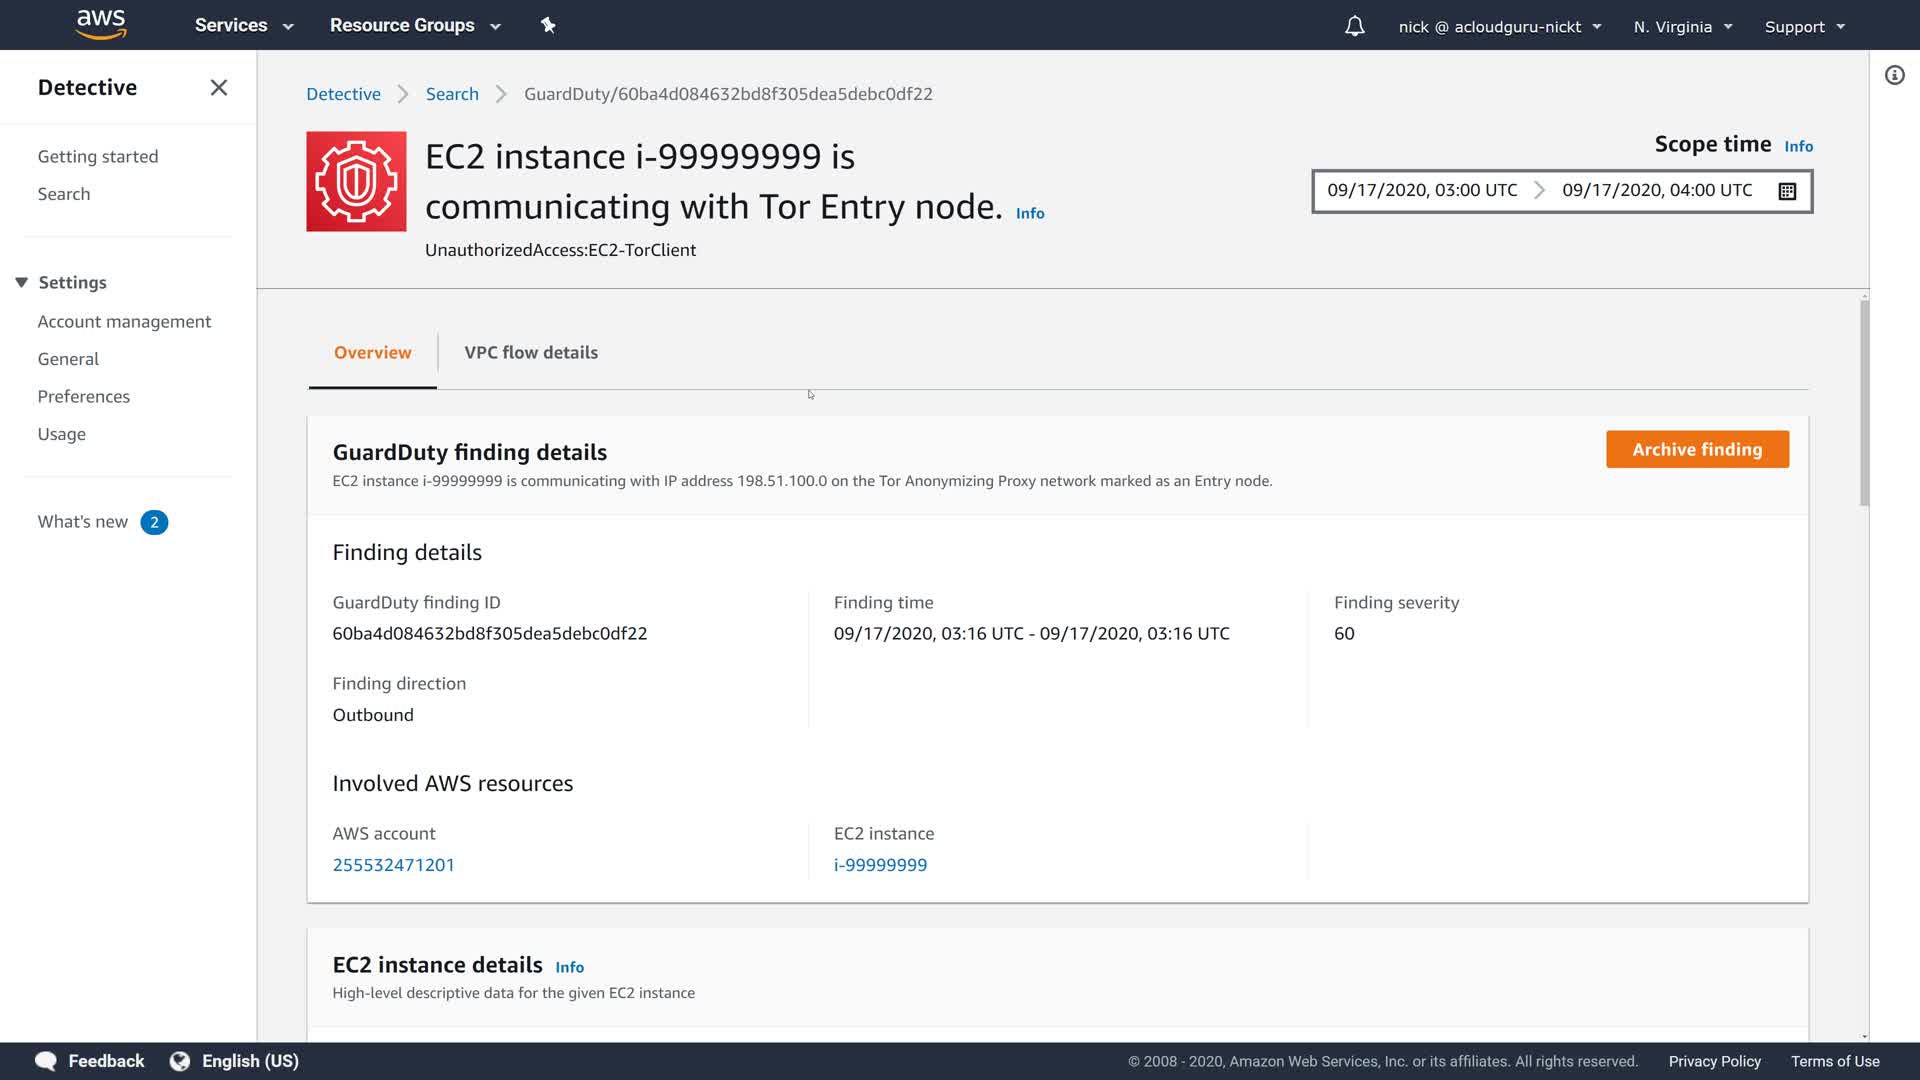 aws
Services
Resource Groups
nick @ acloudguru-nickt
N. Virginia
Support
Detective
Getting started
Search
Settings
Account management
General
Preferences
Usage
What's new 2
Detective
Search
GuardDuty/60ba4d084632bd8f305dea5debc0df22
EC2 instance i-99999999 is
communicating with Tor Entry node. Info
UnauthorizedAccess:EC2-TorClient
Scope time Info
09/17/2020, 03:00 UTC
09/17/2020, 04:00 UTC
Overview
VPC flow details
GuardDuty finding details
EC2 instance i-99999999 is communicating with IP address 198.51.100.0 on the Tor Anonymizing Proxy network marked as an Entry node.
Archive finding
Finding details
GuardDuty finding ID
60ba4d084632bd8f305dea5debc0df22
Finding time
09/17/2020, 03:16 UTC - 09/17/2020, 03:16 UTC
Finding severity
60
Finding direction
Outbound
Involved AWS resources
AWS account
255532471201
EC2 instance
i-99999999
EC2 instance details Info
High-level descriptive data for the given EC2 instance
Feedback
English (US)
© 2008 - 2020, Amazon Web Services, Inc. or its affiliates. All rights reserved.
Privacy Policy
Terms of Use